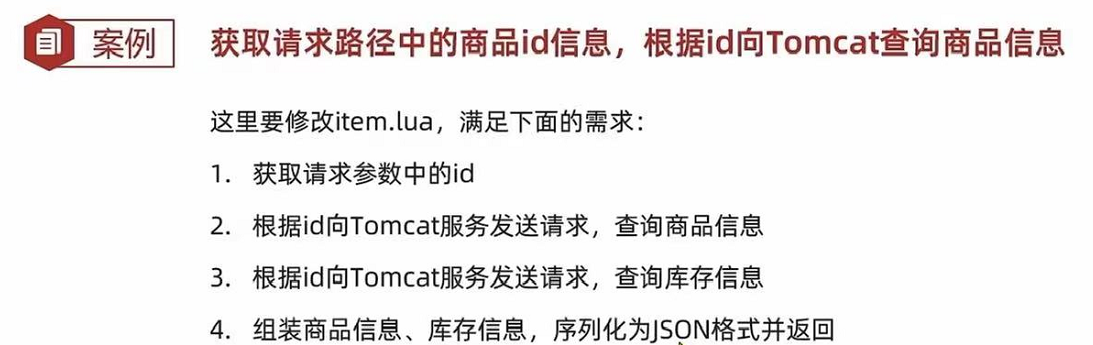 案例
获取请求路径中的商品id信息，根据id向Tomcat查询商品信息
这里要修改item.lua，满足下面的需求：
1. 获取请求参数中的id
2. 根据id向Tomcat服务发送请求，查询商品信息
3. 根据id向Tomcat服务发送请求，查询库存信息
4. 组装商品信息、库存信息，序列化为JSON格式并返回